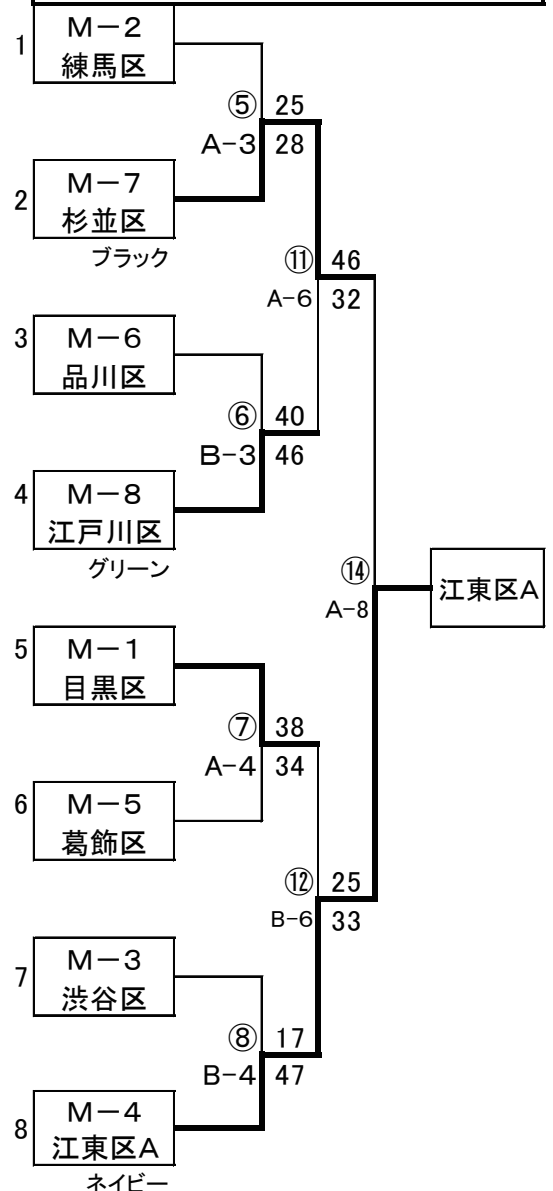 1
M－2
練馬区
⑤ 25
A-3 28
2
M－7
杉並区
ブラック
⑪ 46
A-6 32
3
M－6
品川区
⑥ 40
B-3 46
4
M－8
江戸川区
グリーン
⑭
A-8
江東区A
5
M－1
目黒区
⑦ 38
A-4 34
6
M－5
葛飾区
⑫ 25
B-6 33
7
M－3
渋谷区
⑧ 17
B-4 47
8
M－4
江東区A
ネイビー